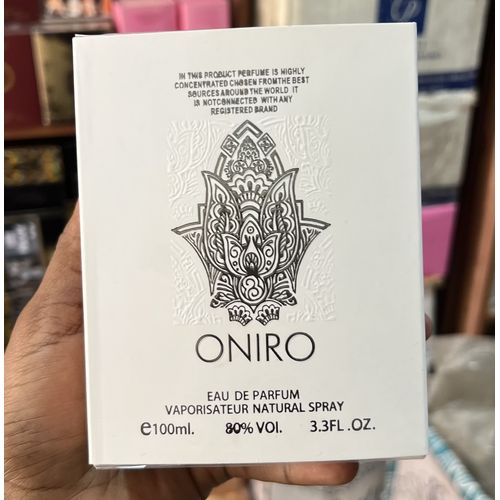 IN THIS PRODUCT PERFUME IS HIGHLY
CONCENTRATED CHOSEN FROM THE BEST
SOURCES AROUND THE WORLD IT
IS NOTCONNECTED WITH ANY
REGISTERED BRAND
ONIRO
EAU DE PARFUM
VAPORISATEUR NATURAL SPRAY
e100ml. 80% VOI. 3.3FL .OZ.